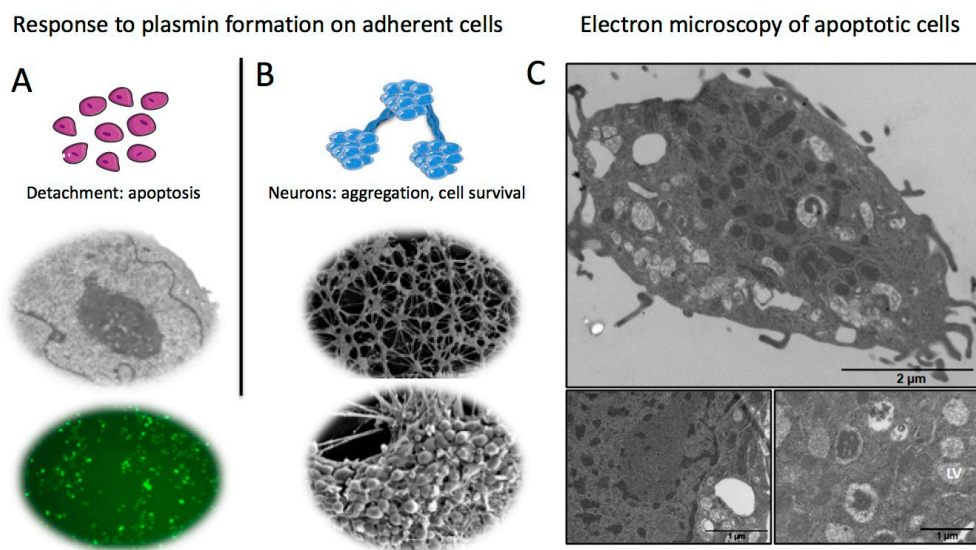 Response to plasmin formation on adherent cells
Electron microscopy of apoptotic cells
A
B
C
Detachment: apoptosis
Neurons: aggregation, cell survival
2 µm
LV
1 µm
1 µm